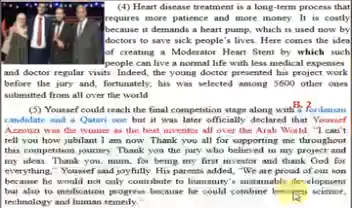 (4) Heart disease treatment is a long-term process that
requires more patience and more money. It is costly
because it demands a heart pump, which is used now by
doctors to save sick people's lives. Here comes the idea
of creating a Moderator Heart Stent by which such
people can live a normal life with less medical expenses
and doctor regular visits. Indeed, the young doctor presented his project work
before the jury and, fortunately, his was selected among 5600 other ones
submitted from all over the world
B. 2
(5) Youssef could reach the final competition stage along with a Jordanian
candidate and a Qatari one but it was later officially declared that Youssef
Azzouzi was the winner as the best inventor all over the Arab World. "I can't
tell you how jubilant I am now Thank you all for supporting me throughout
this competition journey Thank you the jury who believed in my project and
my ideas. Thank you, mum, for being my first investor and thank God for
everything," Youssef said joyfully. His parents added, "We are proud of our son
because he would not only contribute to humanity's sustainable development
but also to medication progress because he could combine between science,
technology and human remedy.